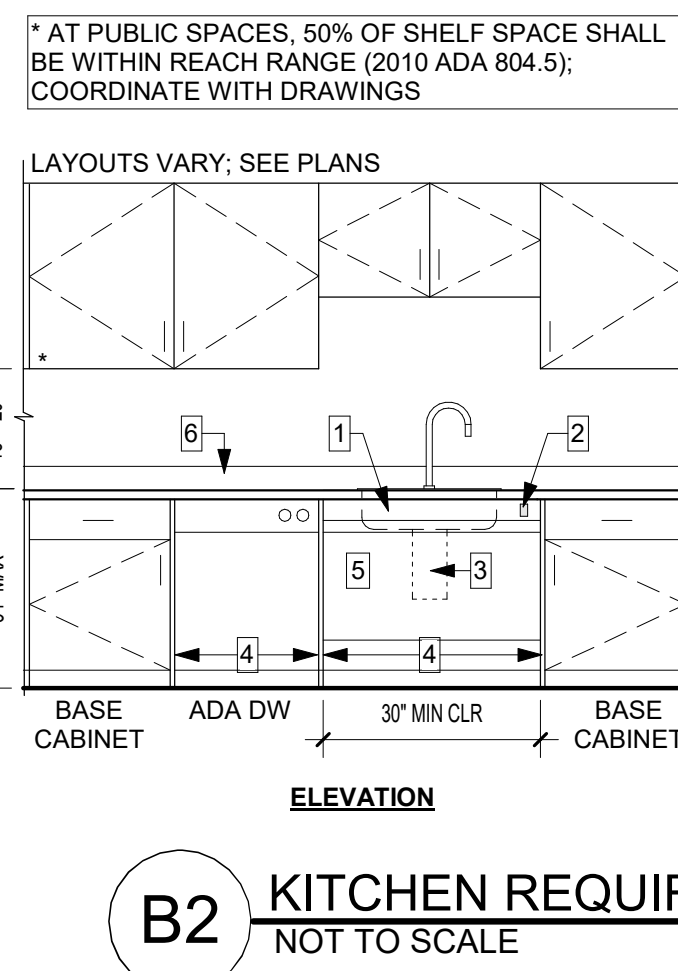 * AT PUBLIC SPACES, 50% OF SHELF SPACE SHALL
BE WITHIN REACH RANGE (2010 ADA 804.5);
COORDINATE WITH DRAWINGS
LAYOUTS VARY; SEE PLANS
*
6
1
2
5
3
4
4
BASE
CABINET
ADA DW
30" MIN CLR
BASE
CABINET
ELEVATION
B2
KITCHEN
NOT TO SCALE